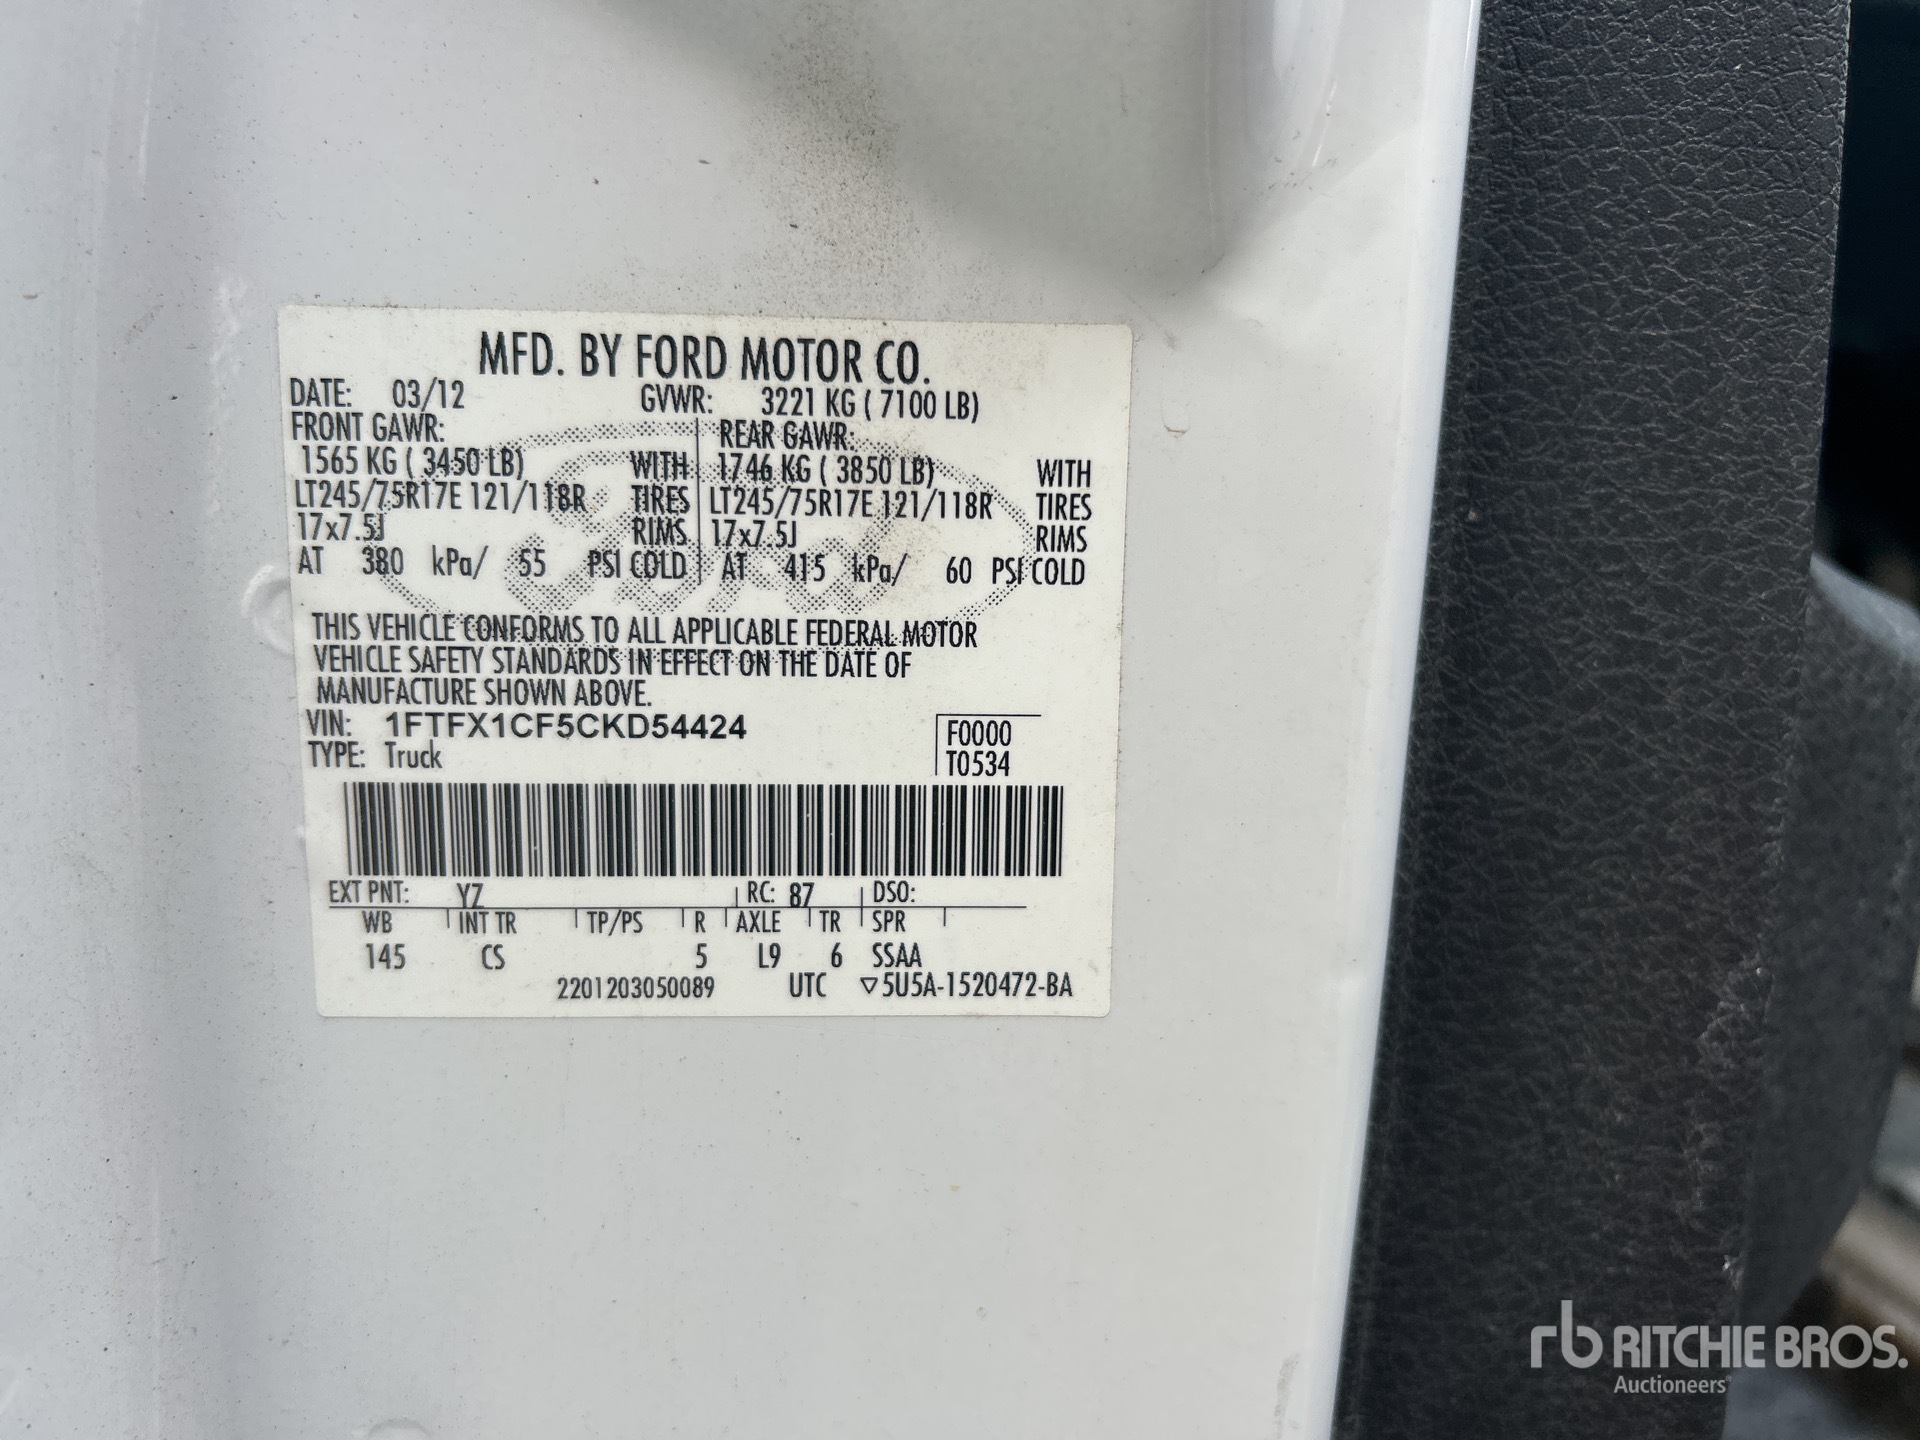 MFD. BY FORD MOTOR CO.
DATE: 03/12 GVWR: 3221 KG ( 7100 LB)
FRONT GAWR: REAR GAWR:
1565 KG ( 3450 LB) WITH 1746 KG ( 3850 LB) WITH
LT245/75R17E 121/118R TIRES LT245/75R17E 121/118R TIRES
17x7.5J RIMS 17x7.5J RIMS
AT 380 kPa/ 55 PSI COLD AT 415 kPa/ 60 PSI COLD
Ford
THIS VEHICLE CONFORMS TO ALL APPLICABLE FEDERAL MOTOR
VEHICLE SAFETY STANDARDS IN EFFECT ON THE DATE OF
MANUFACTURE SHOWN ABOVE.
VIN: 1FTFX1CF5CKD54424 F0000
TYPE: Truck T0534
EXT PNT: YZ RC: 87 DSO:
WB INT TR TP/PS R AXLE TR SPR
145 CS 5 L9 6 SSAA
2201203050089 UTC ▽5U5A-1520472-BA
rb RITCHIE BROS.
Auctioneers